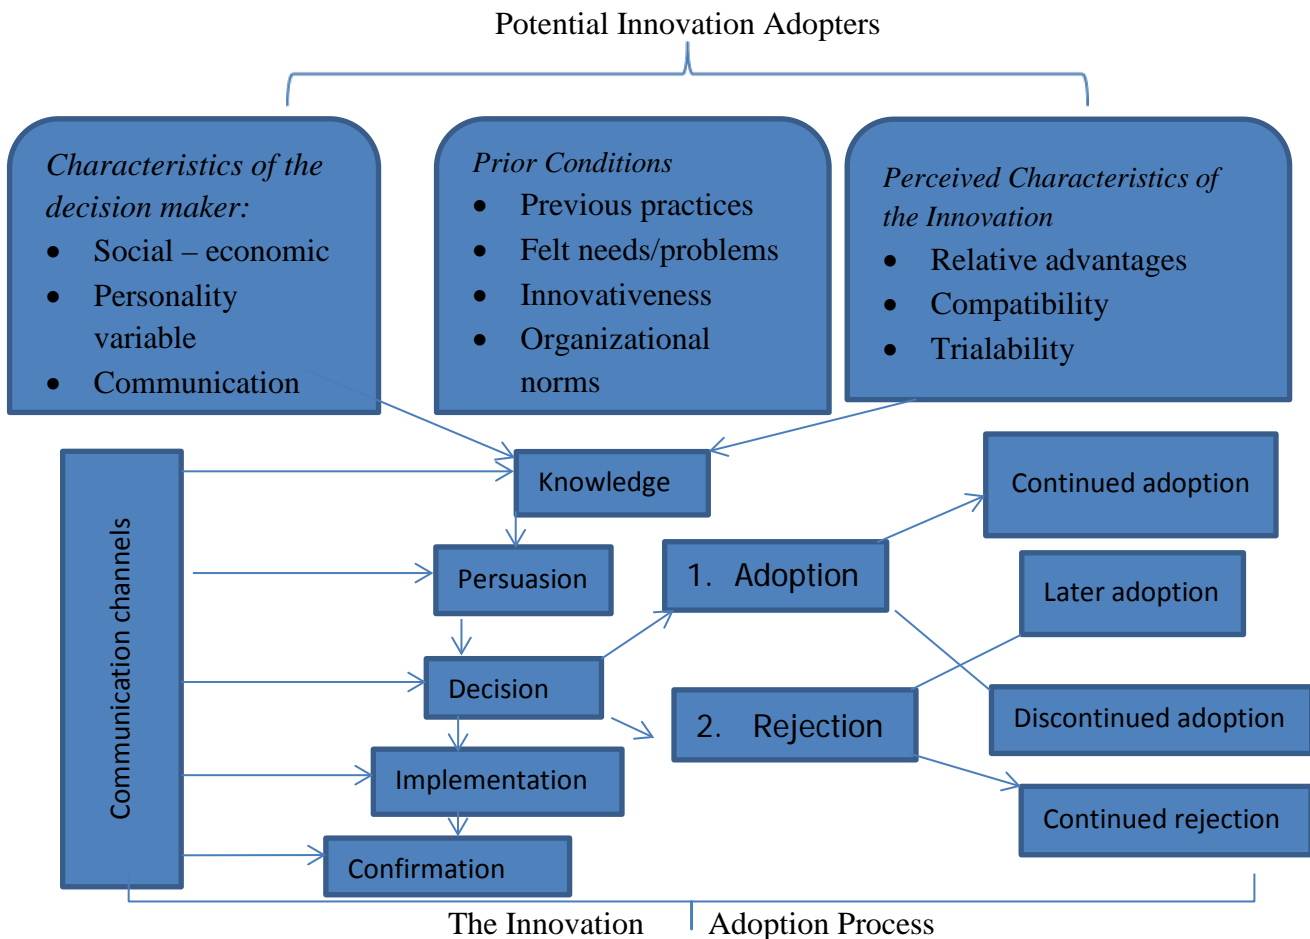 Potential Innovation Adopters
Characteristics of the
decision maker:
• Social – economic
• Personality
variable
• Communication
Prior Conditions
• Previous practices
• Felt needs/problems
• Innovativeness
• Organizational
norms
Perceived Characteristics of
the Innovation
• Relative advantages
• Compatibility
• Trialability
Communication channels
Knowledge
Persuasion
Decision
Implementation
Confirmation
1. Adoption
2. Rejection
Continued adoption
Later adoption
Discontinued adoption
Continued rejection
The Innovation Adoption Process